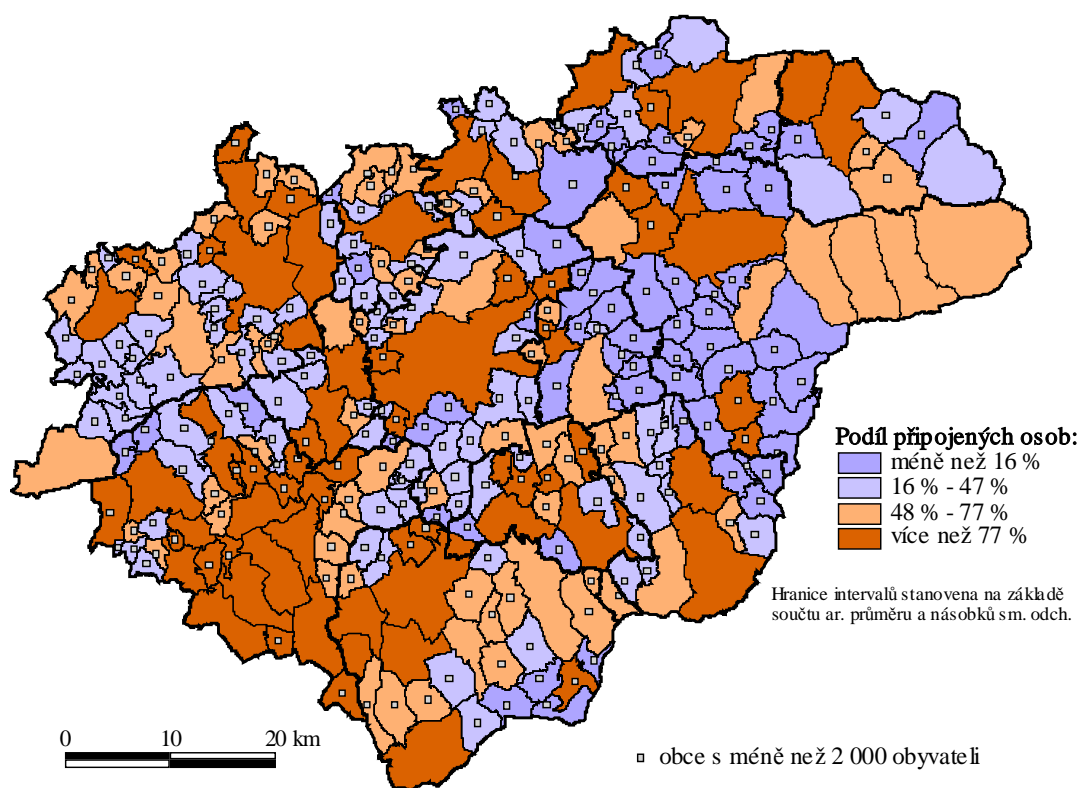 Podíl připojených osob:
méně než 16 %
16 % - 47 %
48 % - 77 %
více než 77 %
Hranice intervalů stanovena na základě
součtu ar. průměru a násobků sm. odch.
0 10 20 km
obce s méně než 2 000 obyvateli